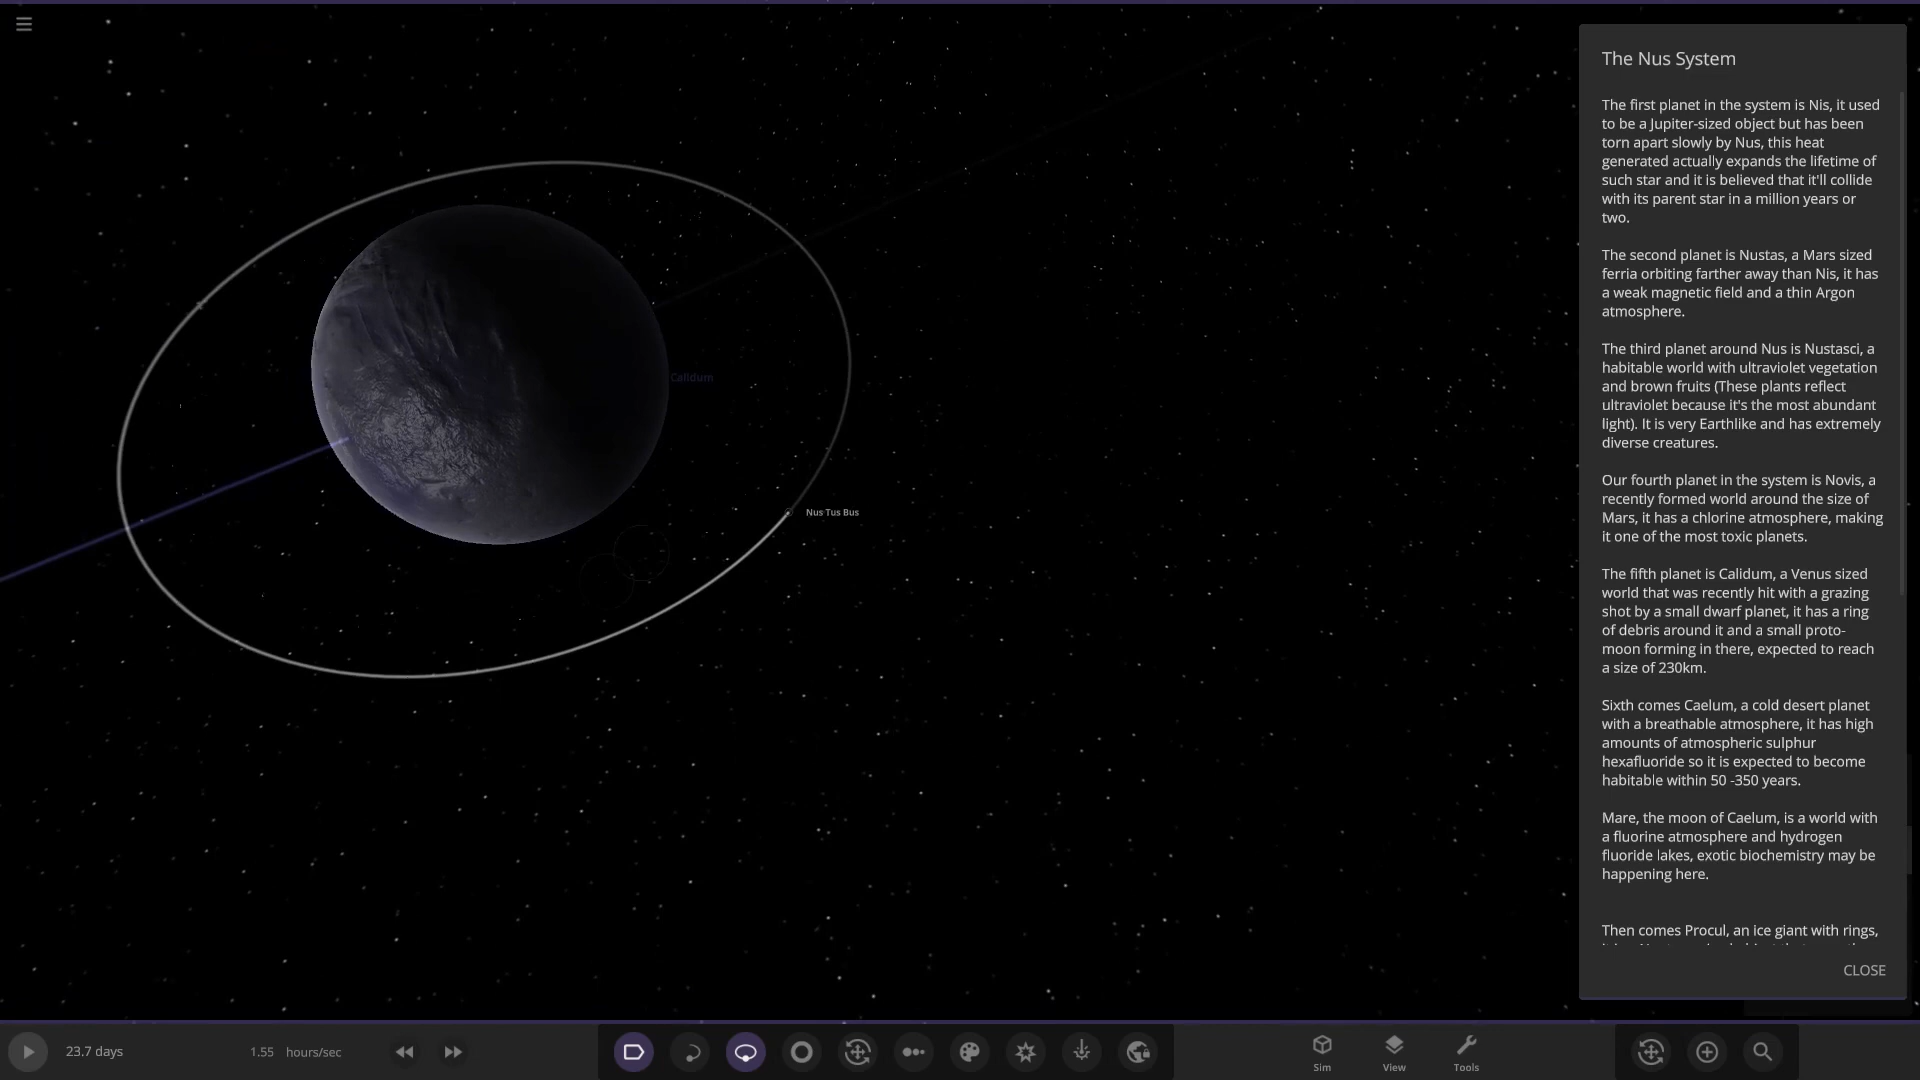 The Nus System
The first planet in the system is Nis, it used
to be a Jupiter-sized object but has been
torn apart slowly by Nus, this heat
generated actually expands the lifetime of
such star and it is believed that it'll collide
with its parent star in a million years or
two.
The second planet is Nustas, a Mars sized
ferria orbiting farther away than Nis, it has
a weak magnetic field and a thin Argon
atmosphere.
The third planet around Nus is Nustasci, a
habitable world with ultraviolet vegetation
and brown fruits (These plants reflect
ultraviolet because it's the most abundant
light). It is very Earthlike and has extremely
diverse creatures.
Our fourth planet in the system is Novis, a
recently formed world around the size of
Mars, it has a chlorine atmosphere, making
it one of the most toxic planets.
The fifth planet is Calidum, a Venus sized
world that was recently hit with a grazing
shot by a small dwarf planet, it has a ring
of debris around it and a small proto-
moon forming in there, expected to reach
a size of 230km.
Sixth comes Caelum, a cold desert planet
with a breathable atmosphere, it has high
amounts of atmospheric sulphur
hexafluoride so it is expected to become
habitable within 50 -350 years.
Mare, the moon of Caelum, is a world with
a fluorine atmosphere and hydrogen
fluoride lakes, exotic biochemistry may be
happening here.
Then comes Procul, an ice giant with rings,
CLOSE
Calidum
Nus Tus Bus
23.7 days
1.55 hours/sec
Sim
View
Tools